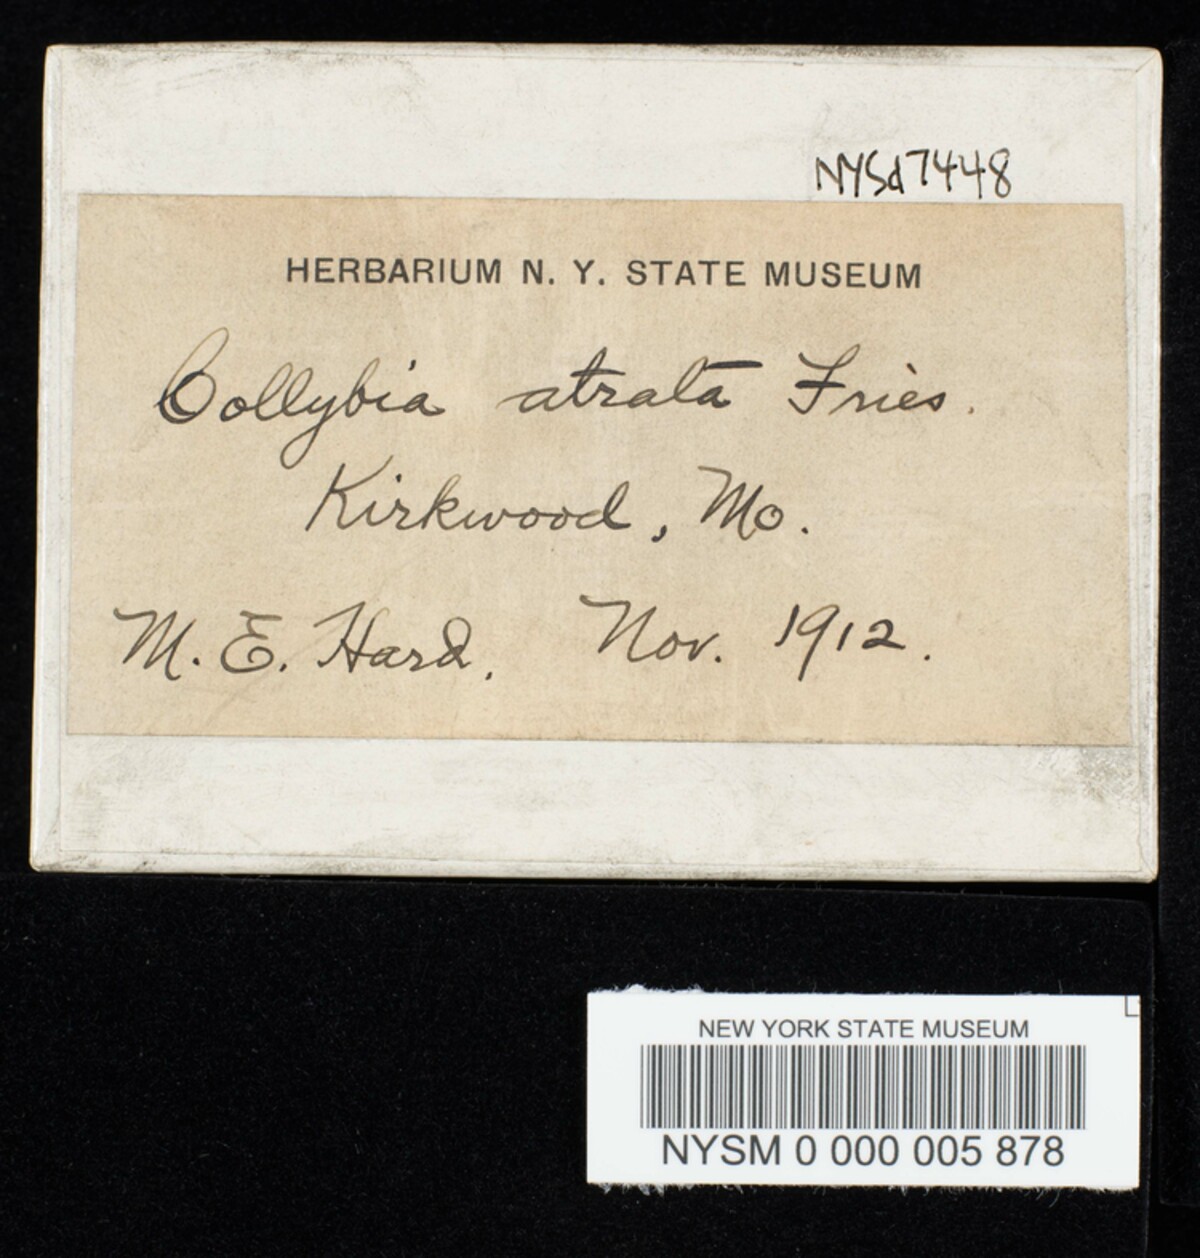 NYSd7448
HERBARIUM N. Y. STATE MUSEUM
Collybia atrata Fries.
Kirkwood, Mo.
M. E. Hard. Nov. 1912.
NEW YORK STATE MUSEUM
NYSM 0 000 005 878